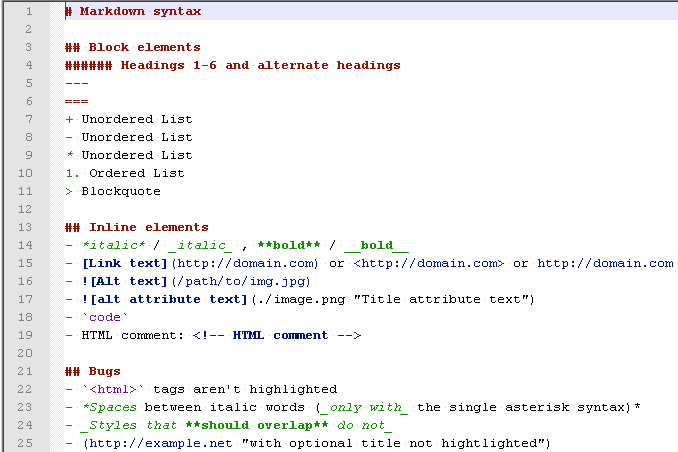 1 # Markdown syntax
2
3 ## Block elements
4 ###### Headings 1-6 and alternate headings
5 ---
6 ===
7 + Unordered List
8 - Unordered List
9 * Unordered List
10 1. Ordered List
11 > Blockquote
12
13 ## Inline elements
14 - *italic* / _italic_ , **bold** / __bold__
15 - [Link text](http://domain.com) or <http://domain.com> or http://domain.com
16 - ![Alt text](/path/to/img.jpg)
17 - ![alt attribute text](./image.png "Title attribute text")
18 - `code`
19 - HTML comment: <!-- HTML comment -->
20
21 ## Bugs
22 - `<html>` tags aren't highlighted
23 - *Spaces between italic words (_only with_ the single asterisk syntax)*
24 - _Styles that **should overlap** do not_
25 - (http://example.net "with optional title not hightlighted")